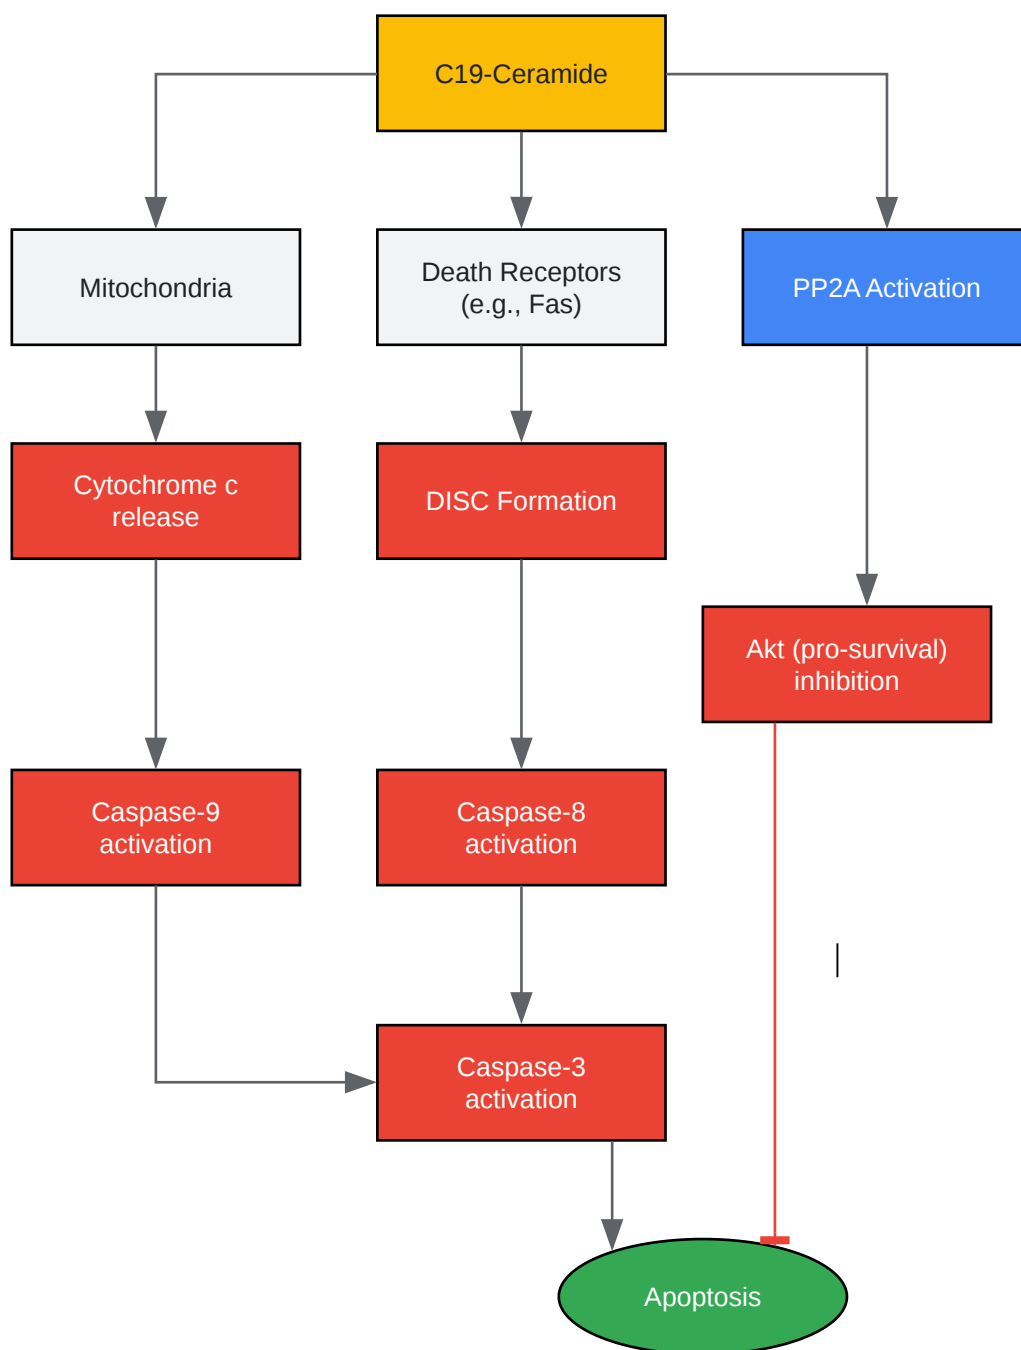 C19-Ceramide
Mitochondria
Death Receptors
(e.g., Fas)
PP2A Activation
Cytochrome c
release
DISC Formation
Akt (pro-survival)
inhibition
Caspase-9
activation
Caspase-8
activation
|
Caspase-3
activation
Apoptosis